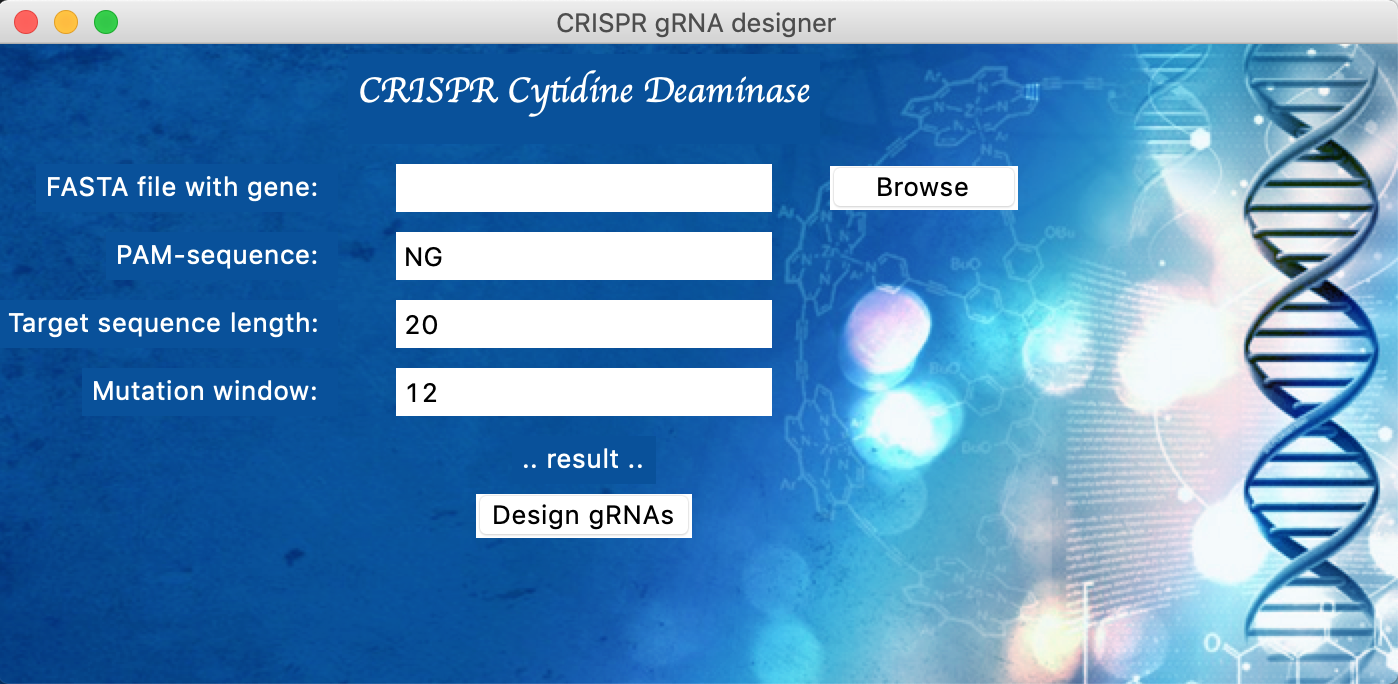 CRISPR gRNA designer
CRISPR Cytidine Deaminase
FASTA file with gene:
Browse
PAM-sequence:
NG
Target sequence length:
20
Mutation window:
12
.. result ..
Design gRNAs